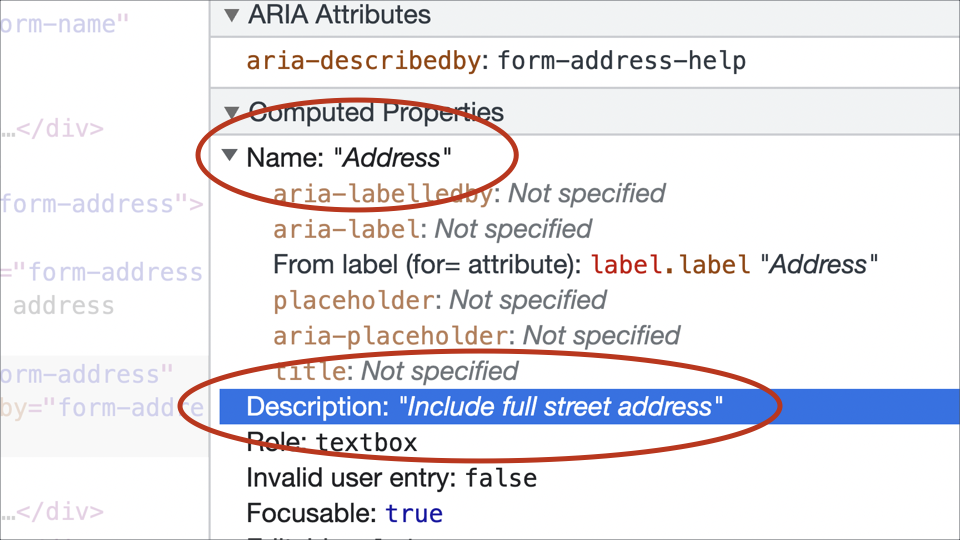 orm-name"
▼ ARIA Attributes
aria-describedby: form-address-help
▼ Computed Properties
…</div>
▼ Name: "Address"
aria-labelledby: Not specified
form-address">
aria-label: Not specified
="form-address
From label (for= attribute): label.label "Address"
address
placeholder: Not specified
aria-placeholder: Not specified
title: Not specified
orm-address"
by="form-addre
Description: "Include full street address"
Role: textbox
Invalid user entry: false
…</div>
Focusable: true